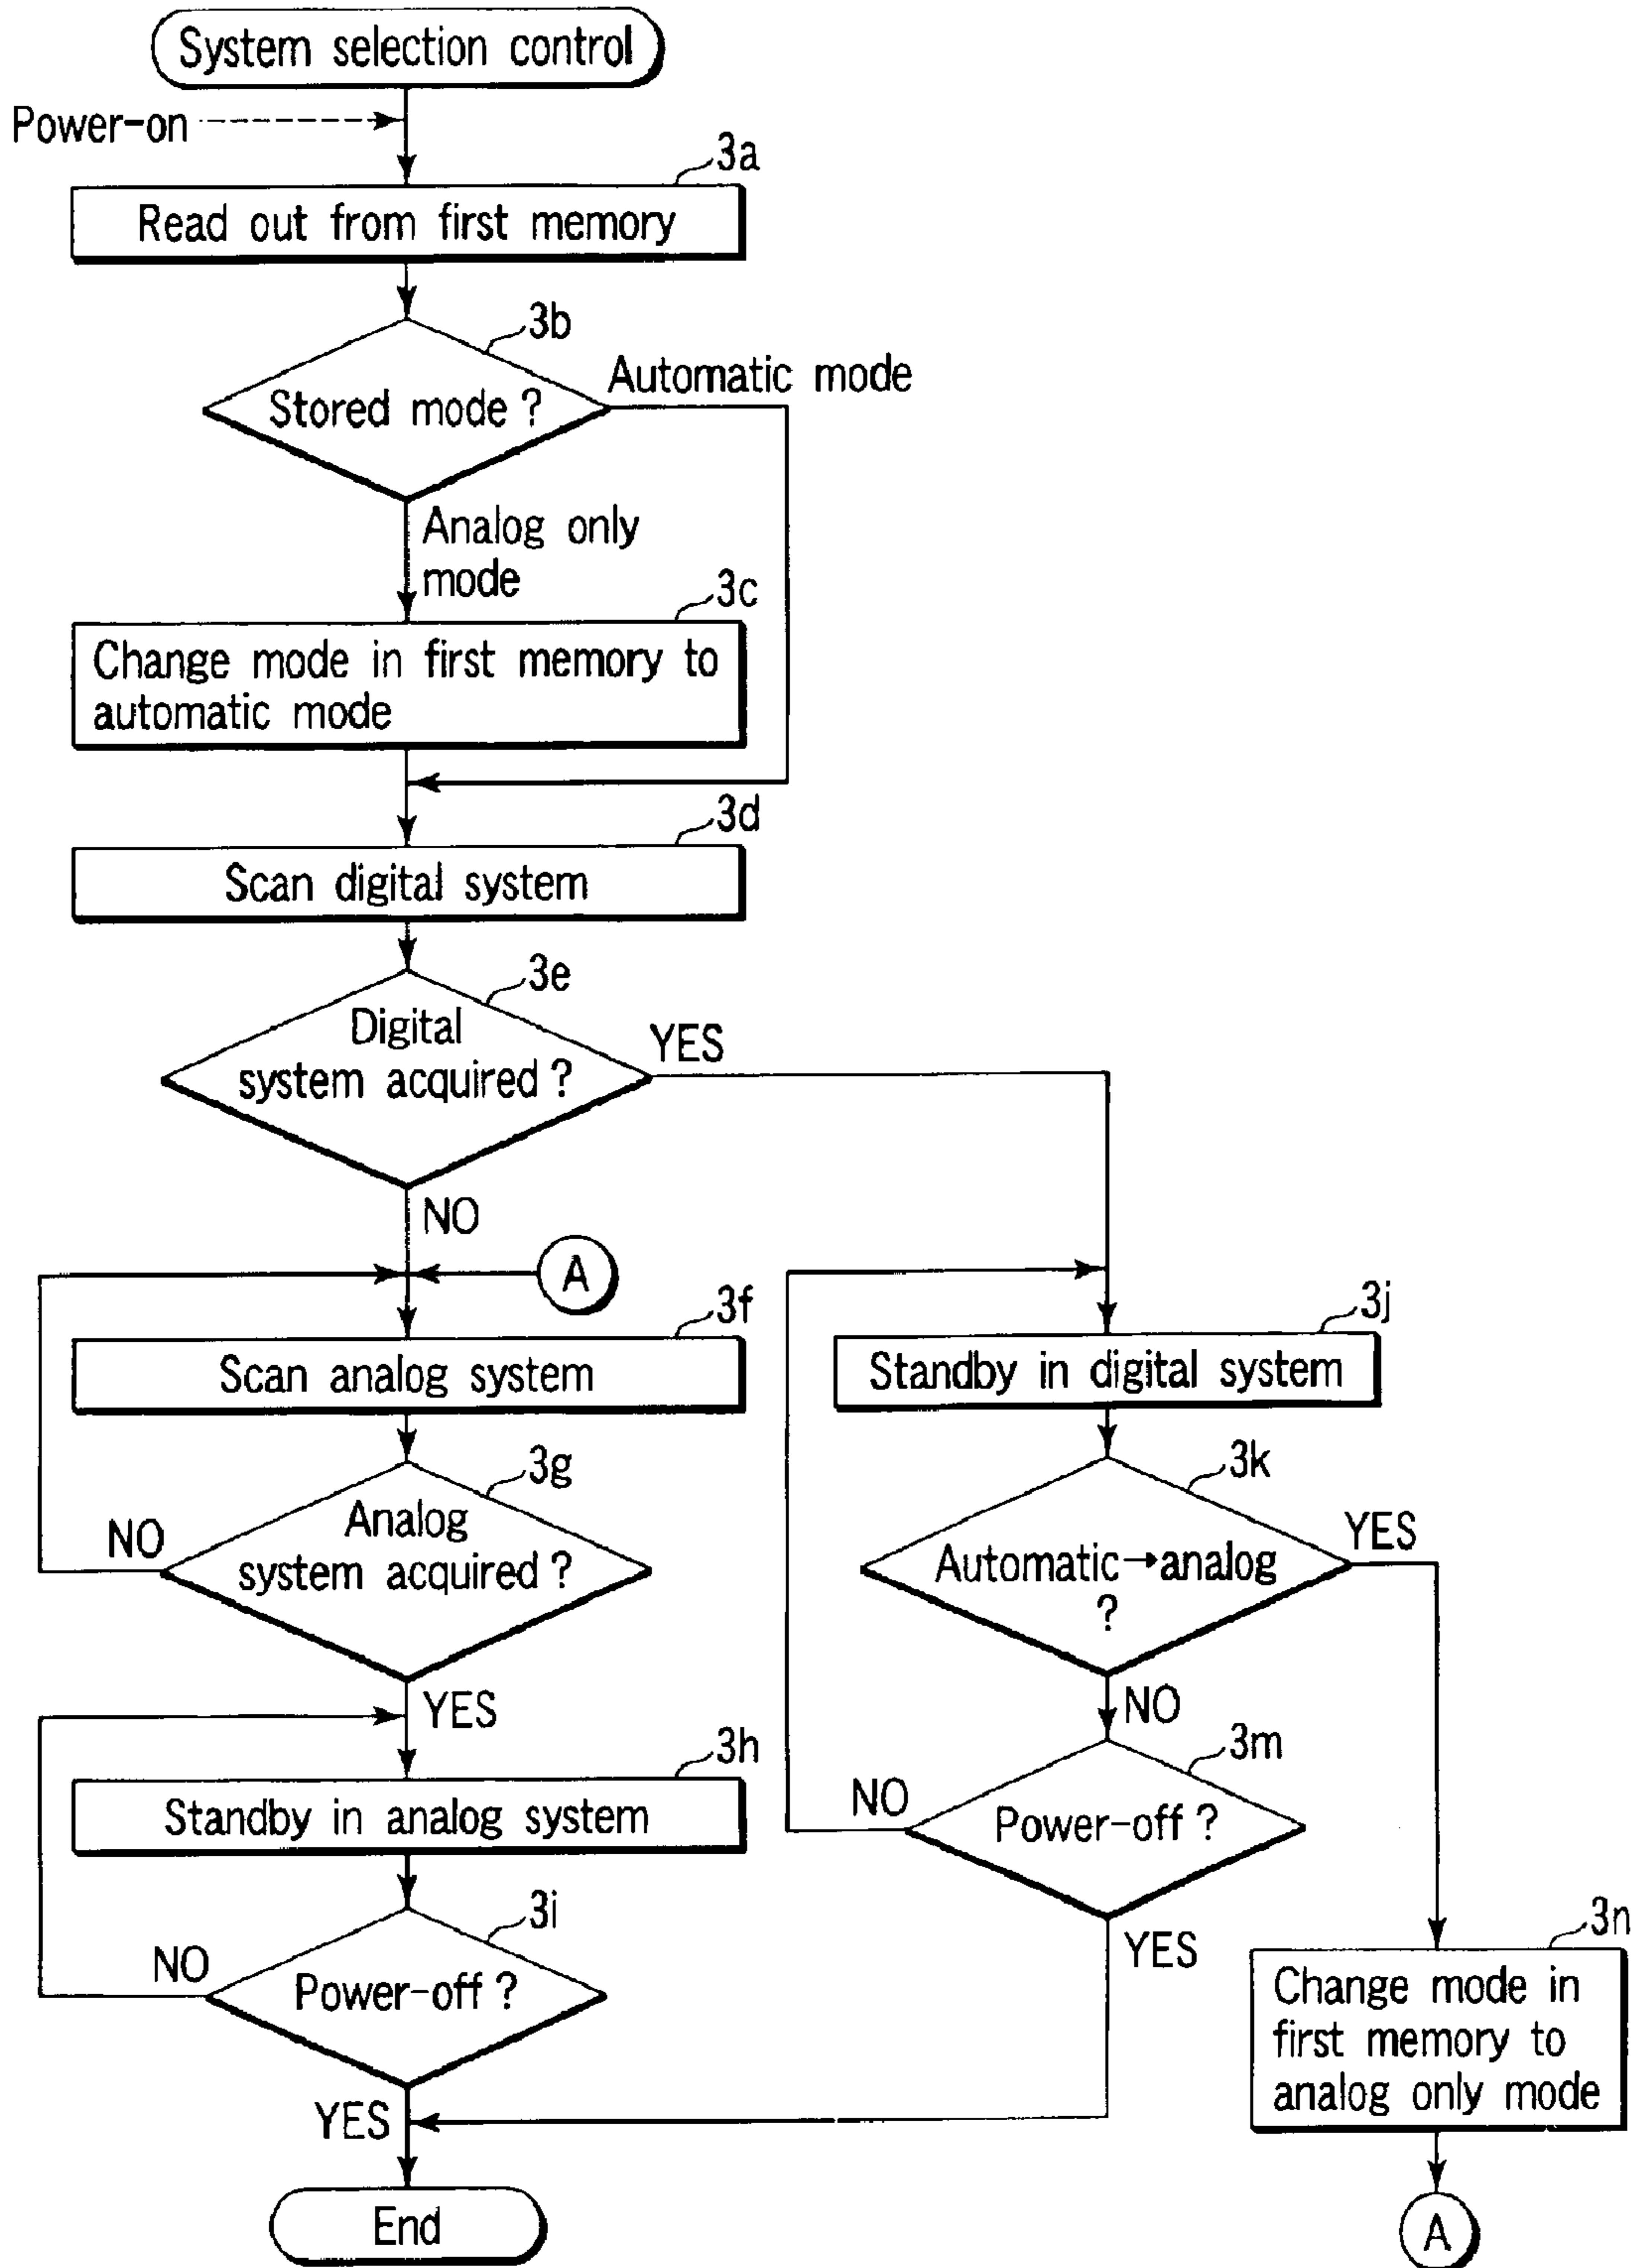 System selection control
Power-on
3a
Read out from first memory
3b
Stored mode ?
Automatic mode
Analog only
mode
3c
Change mode in first memory to
automatic mode
3d
Scan digital system
3e
Digital
system acquired ?
YES
NO
A
3f
Scan analog system
3g
Analog
system acquired ?
NO
YES
3h
Standby in analog system
3i
Power-off ?
NO
YES
End
3j
Standby in digital system
3k
Automatic→analog
?
YES
NO
3m
Power-off ?
NO
YES
3n
Change mode in
first memory to
analog only mode
A